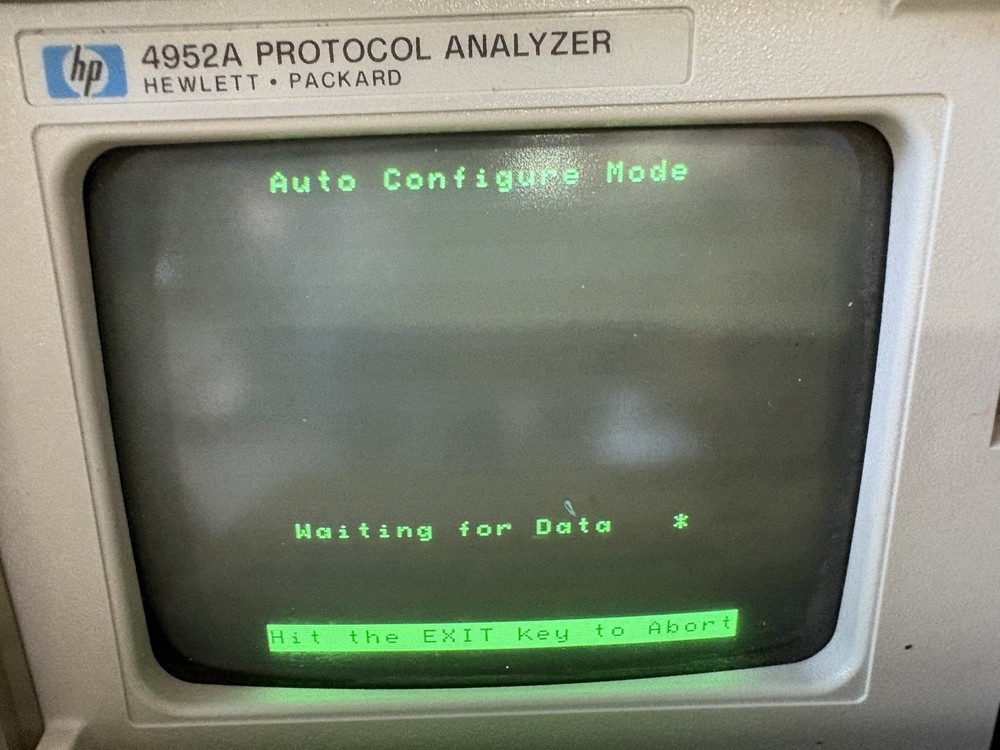 hp
4952A PROTOCOL ANALYZER
HEWLETT • PACKARD
Auto Configure Mode
Waiting for Data *
Hit the EXIT key to Abort